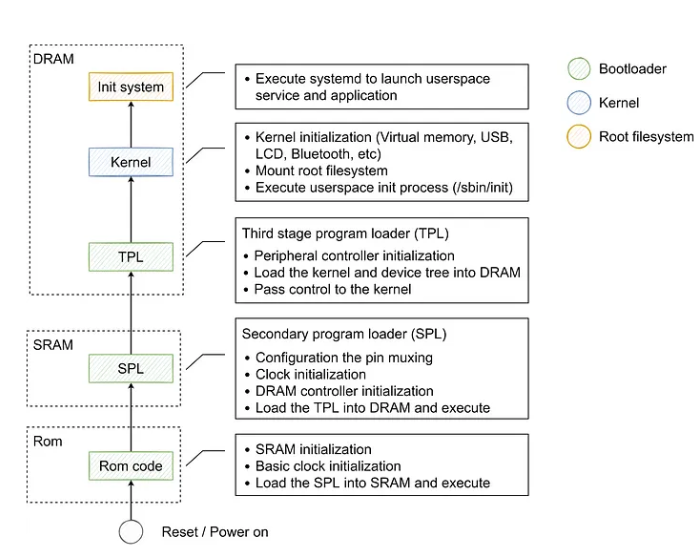 DRAM
Init system
• Execute systemd to launch userspace
service and application
Bootloader
Kernel
Root filesystem
Kernel
• Kernel initialization (Virtual memory, USB,
LCD, Bluetooth, etc)
• Mount root filesystem
• Execute userspace init process (/sbin/init)
TPL
Third stage program loader (TPL)
• Peripheral controller initialization
• Load the kernel and device tree into DRAM
• Pass control to the kernel
SRAM
SPL
Secondary program loader (SPL)
• Configuration the pin muxing
• Clock initialization
• DRAM controller initialization
• Load the TPL into DRAM and execute
Rom
Rom code
• SRAM initialization
• Basic clock initialization
• Load the SPL into SRAM and execute
Reset / Power on